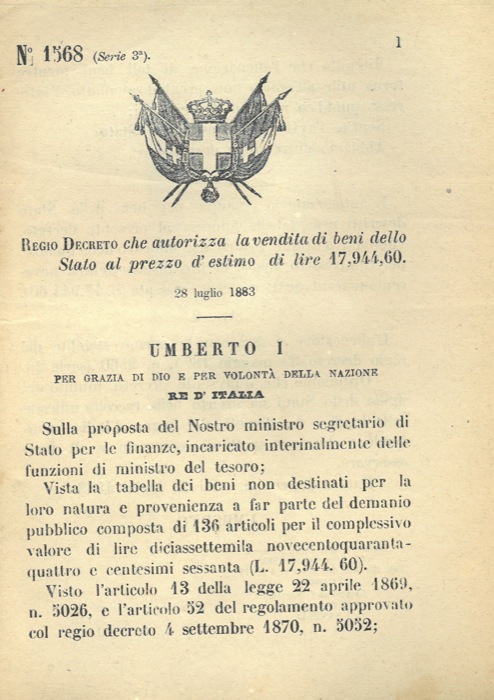 1
N.º 1568 (Serie 3ª).
REGIO DECRETO che autorizza la vendita di beni dello
Stato al prezzo d'estimo di lire 17,944,60.
28 luglio 1883
UMBERTO I
PER GRAZIA DI DIO E PER VOLONTÀ DELLA NAZIONE
RE D' ITALIA
Sulla proposta del Nostro ministro segretario di
Stato per le finanze, incaricato interinalmente delle
funzioni di ministro del tesoro;
Vista la tabella dei beni non destinati per la
loro natura e provenienza a far parte del demanio
pubblico composta di 136 articoli per il complessivo
valore di lire diciassettemila novecentoquaranta-
quattro e centesimi sessanta (L. 17,944. 60).
Visto l'articolo 13 della legge 22 aprile 1869,
n. 5026, e l'articolo 52 del regolamento approvato
col regio decreto 4 settembre 1870, n. 5052;